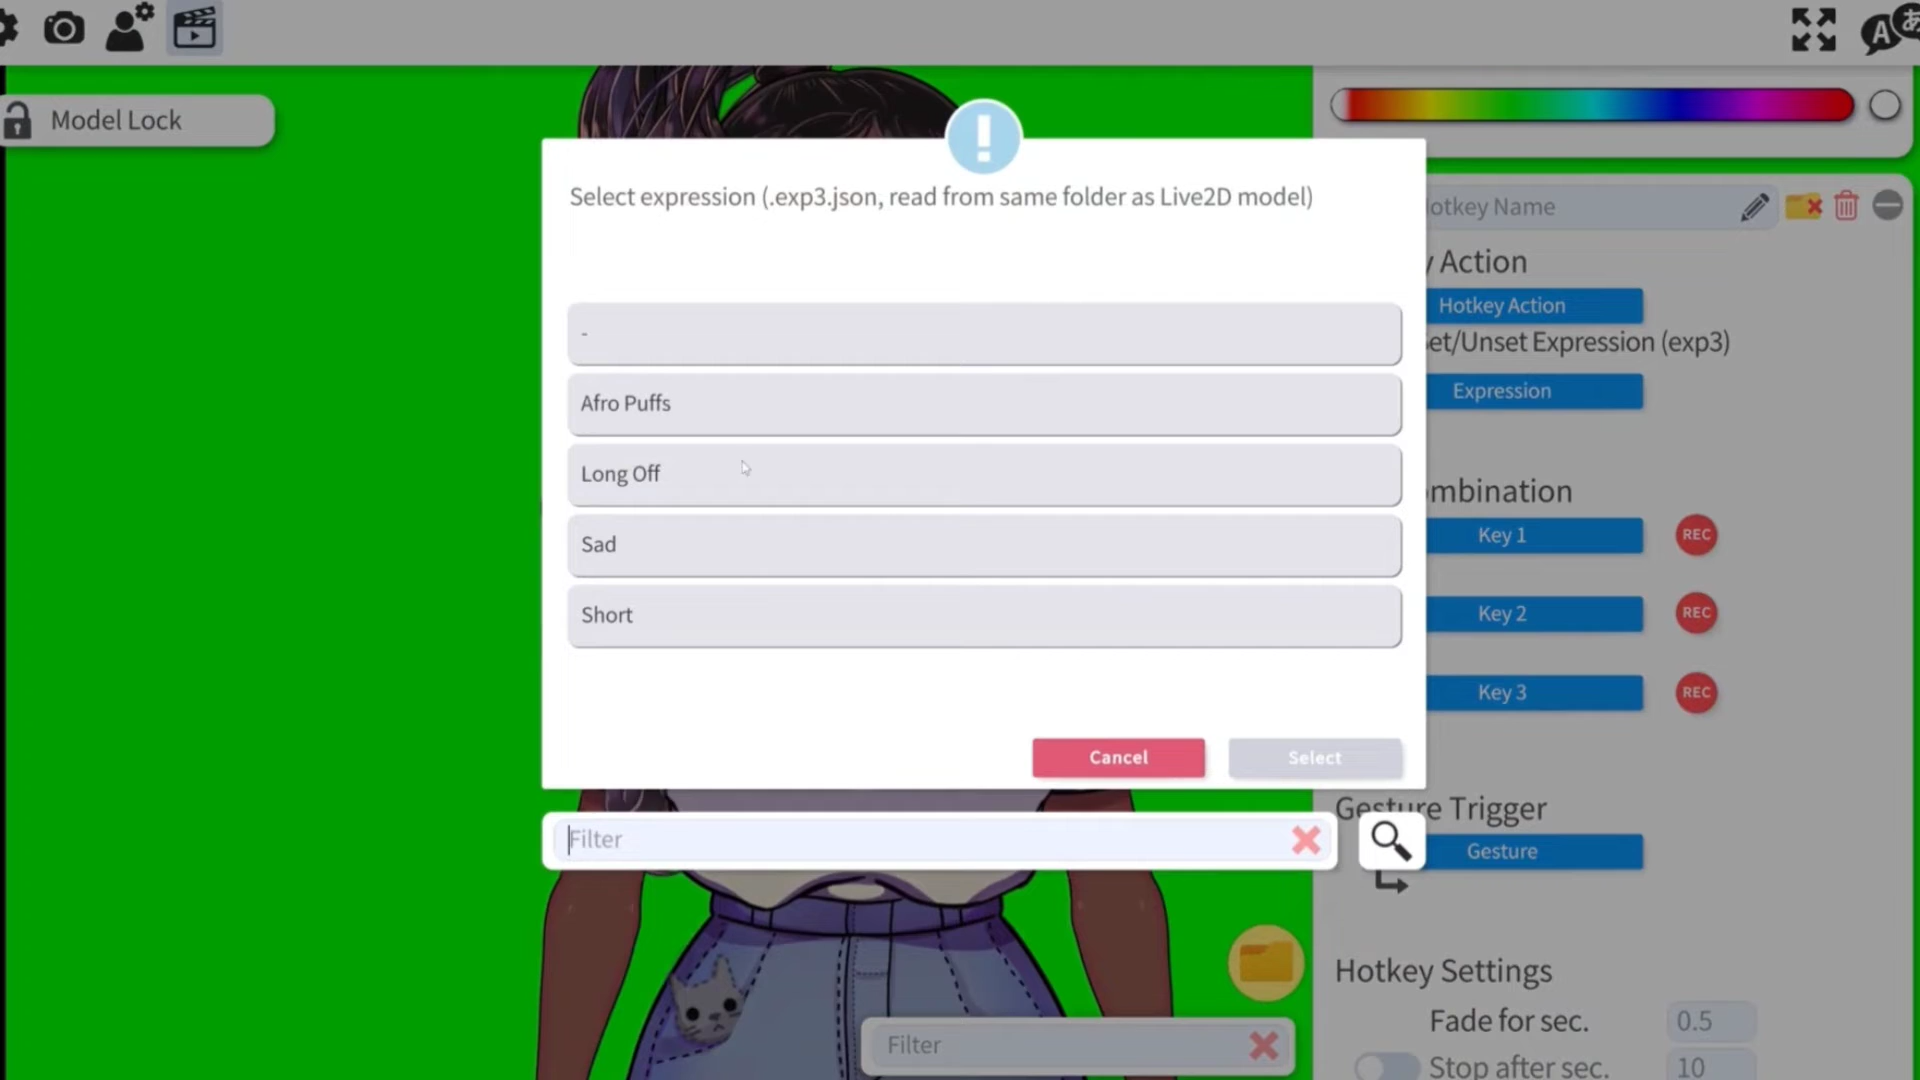 A あ
Model Lock
Select expression (.exp3.json, read from same folder as Live2D model)
-
Afro Puffs
Long Off
Sad
Short
Cancel
Select
Filter
Filter
otkey Name
Action
Hotkey Action
et/Unset Expression (exp3)
Expression
mbination
Key 1
REC
Key 2
REC
Key 3
REC
Gesture Trigger
Gesture
Hotkey Settings
Fade for sec.
0.5
Stop after sec.
10